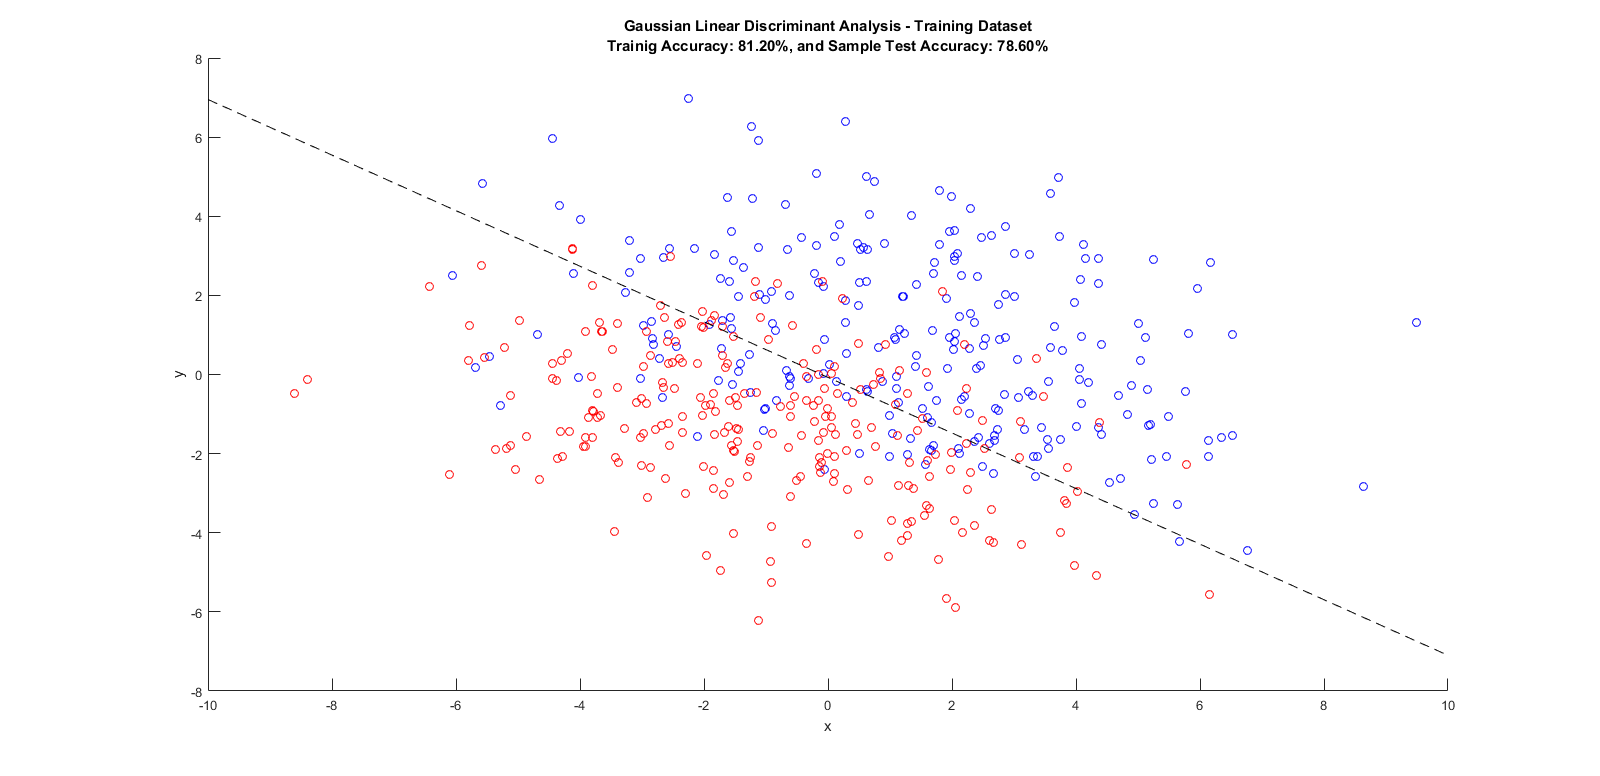 Gaussian Linear Discriminant Analysis - Training Dataset
Trainig Accuracy: 81.20%, and Sample Test Accuracy: 78.60%
8
6
4
2
0
-2
-4
-6
-8
y
-10 -8 -6 -4 -2 0 2 4 6 8 10
x